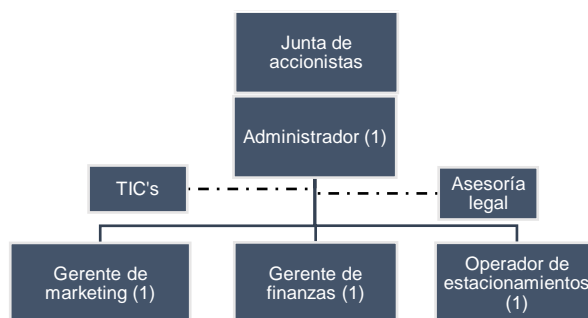 Junta de
accionistas
Administrador (1)
TIC's
Asesoría
legal
Gerente de
marketing (1)
Gerente de
finanzas (1)
Operador de
estacionamientos
(1)